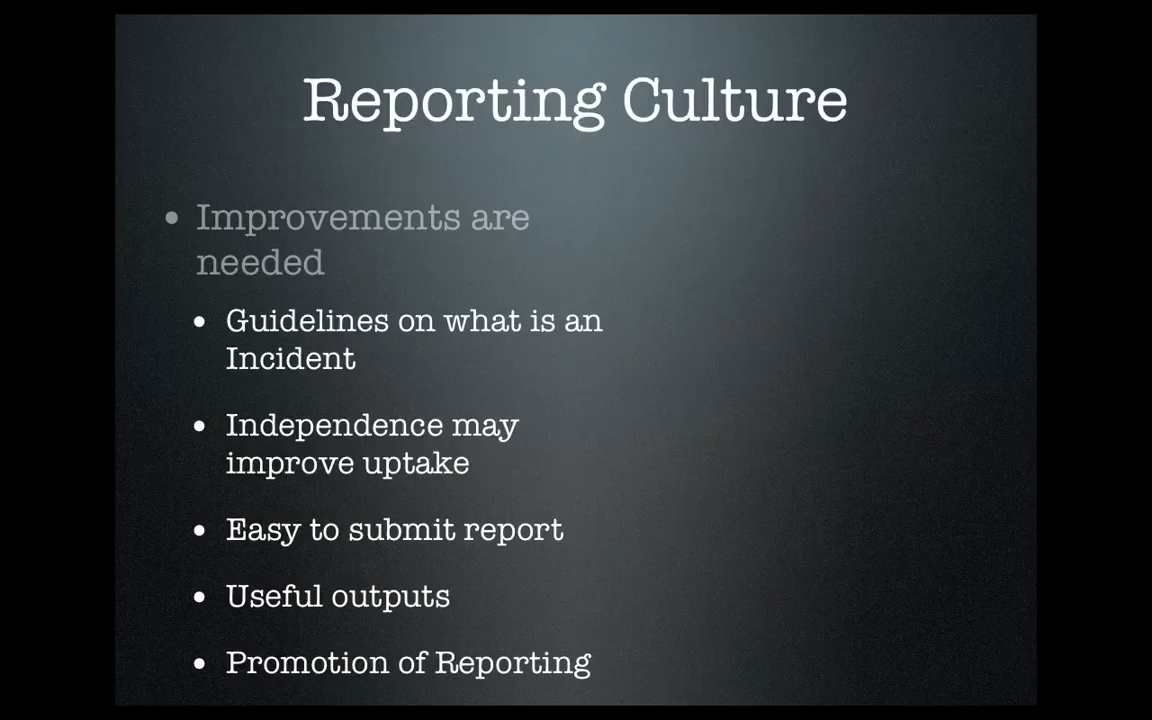 Reporting Culture
• Improvements are
needed
• Guidelines on what is an
Incident
• Independence may
improve uptake
• Easy to submit report
• Useful outputs
• Promotion of Reporting